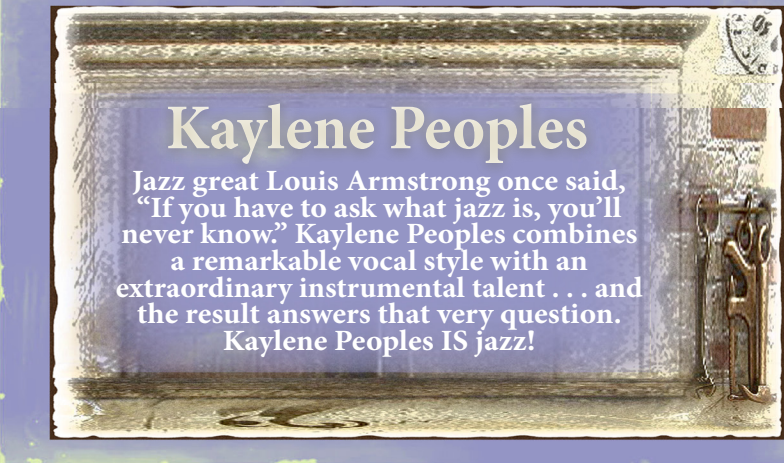 Kaylene Peoples
Jazz great Louis Armstrong once said,
“If you have to ask what jazz is, you’ll
never know.” Kaylene Peoples combines
a remarkable vocal style with an
extraordinary instrumental talent . . . and
the result answers that very question.
Kaylene Peoples IS jazz!